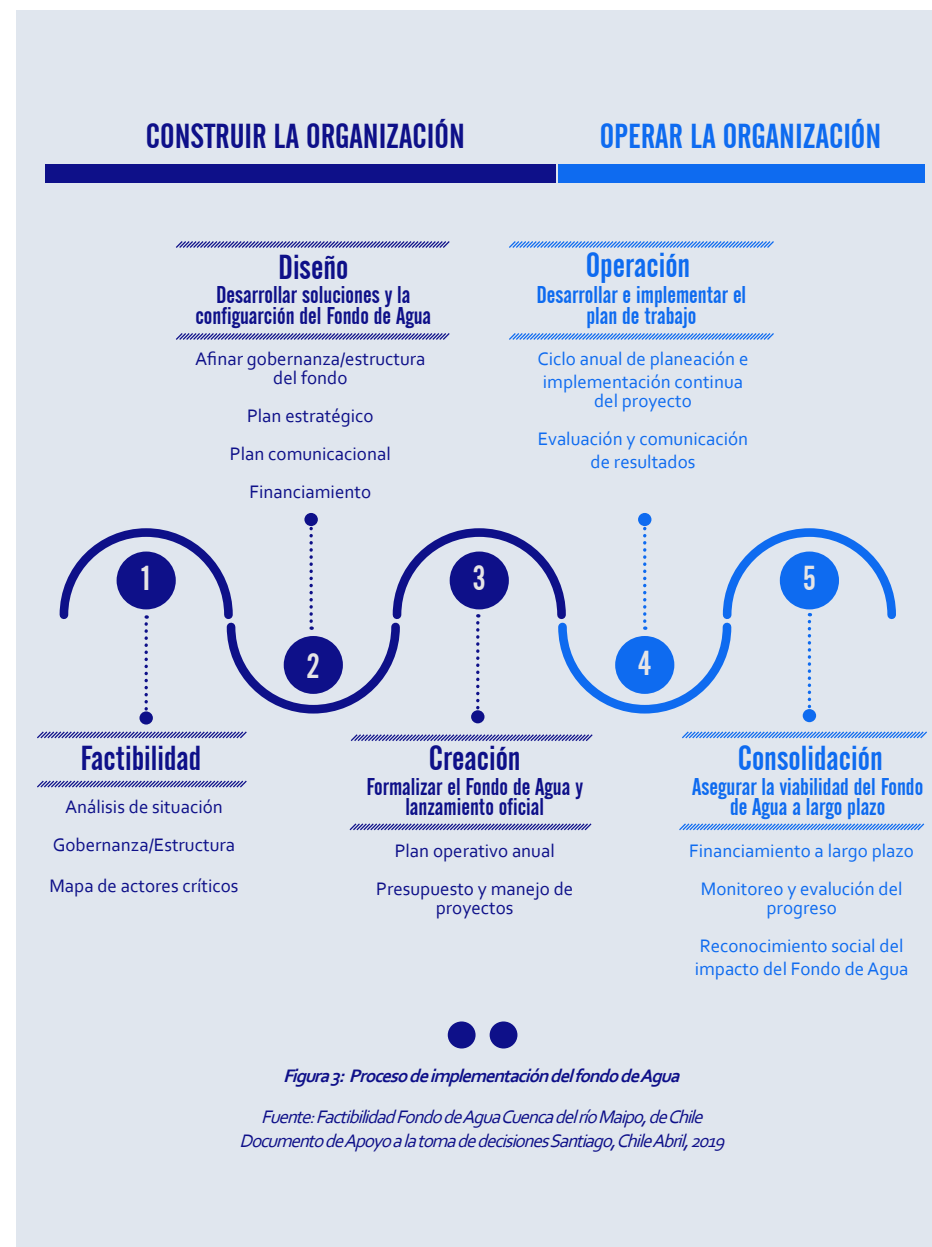 CONSTRUIR LA ORGANIZACIÓN
OPERAR LA ORGANIZACIÓN
Diseño
Desarrollar soluciones y la
configuarción del Fondo de Agua
Afinar gobernanza/estructura
del fondo
Plan estratégico
Plan comunicacional
Financiamiento
Operación
Desarrollar e implementar el
plan de trabajo
Ciclo anual de planeación e
implementación continua
del proyecto
Evaluación y comunicación
de resultados
1
2
3
4
5
Factibilidad
Análisis de situación
Gobernanza/Estructura
Mapa de actores críticos
Creación
Formalizar el Fondo de Agua y
lanzamiento oficial
Plan operativo anual
Presupuesto y manejo de
proyectos
Consolidación
Asegurar la viabilidad del Fondo
de Agua a largo plazo
Financiamiento a largo plazo
Monitoreo y evalución del
progreso
Reconocimiento social del
impacto del Fondo de Agua
Figura 3: Proceso de implementación del fondo de Agua
Fuente: Factibilidad Fondo de Agua Cuenca del río Maipo, de Chile
Documento de Apoyo a la toma de decisiones Santiago, Chile Abril, 2019